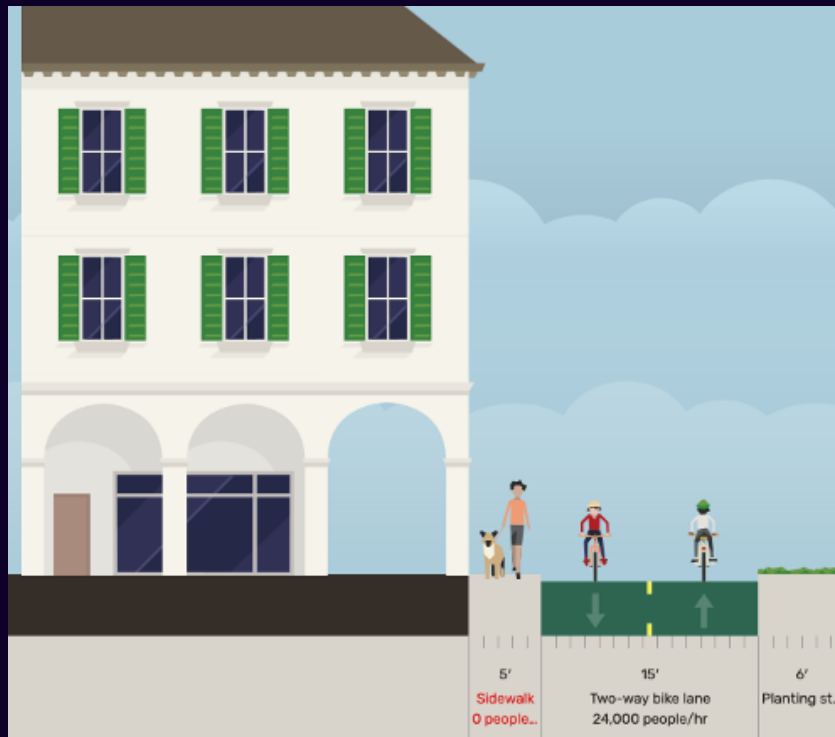 5′
Sidewalk
0 people...
15′
Two-way bike lane
24,000 people/hr
6′
Planting st.